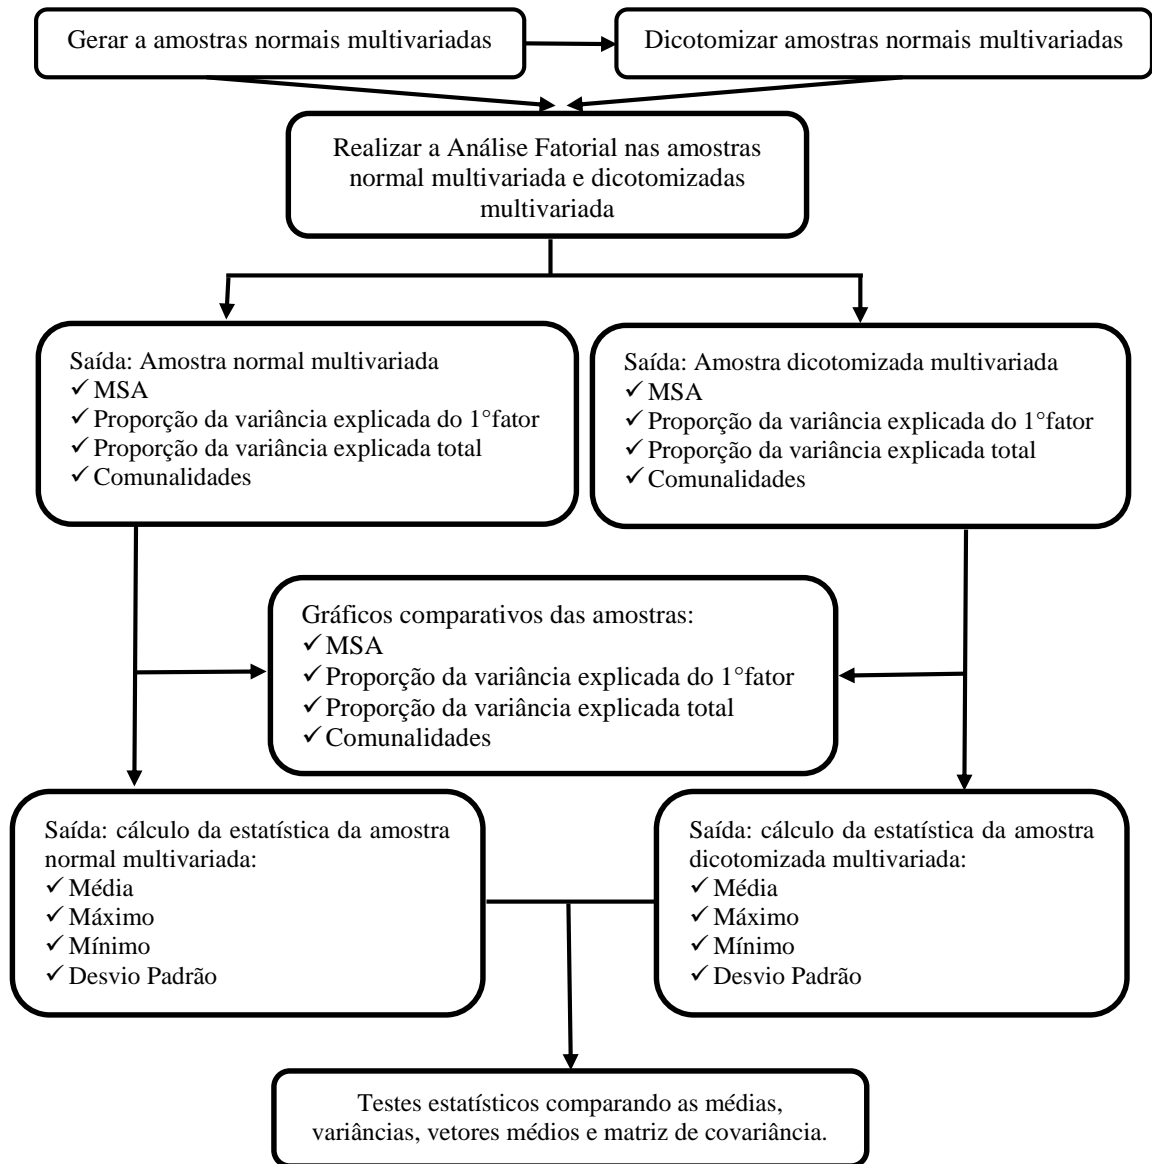 Gerar a amostras normais multivariadas
Dicotomizar amostras normais multivariadas
Realizar a Análise Fatorial nas amostras
normal multivariada e dicotomizadas
multivariada
Saída: Amostra normal multivariada
✓ MSA
✓ Proporção da variância explicada do 1°fator
✓ Proporção da variância explicada total
✓ Comunalidades
Saída: Amostra dicotomizada multivariada
✓ MSA
✓ Proporção da variância explicada do 1°fator
✓ Proporção da variância explicada total
✓ Comunalidades
Gráficos comparativos das amostras:
✓ MSA
✓ Proporção da variância explicada do 1°fator
✓ Proporção da variância explicada total
✓ Comunalidades
Saída: cálculo da estatística da amostra
normal multivariada:
✓ Média
✓ Máximo
✓ Mínimo
✓ Desvio Padrão
Saída: cálculo da estatística da amostra
dicotomizada multivariada:
✓ Média
✓ Máximo
✓ Mínimo
✓ Desvio Padrão
Testes estatísticos comparando as médias,
variâncias, vetores médios e matriz de covariância.